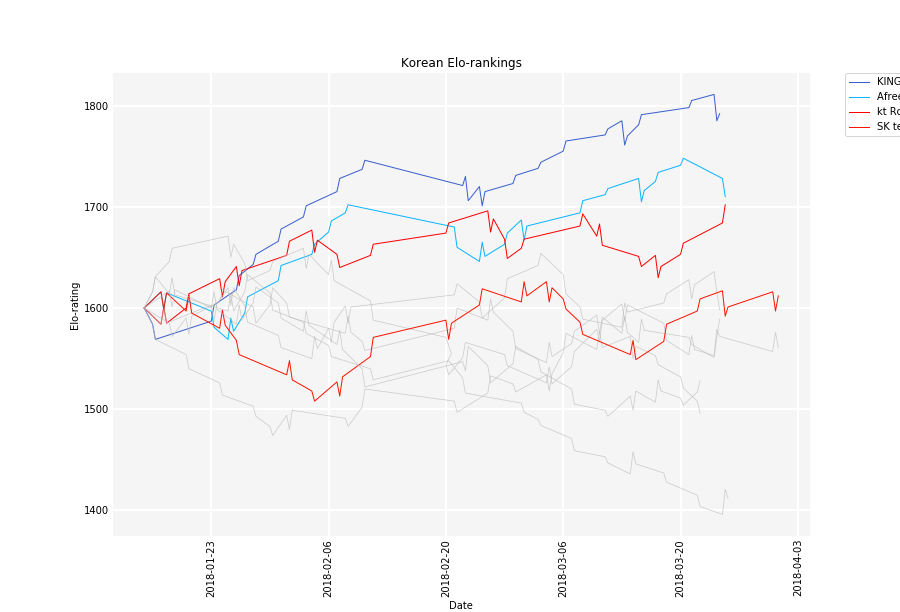 Korean Elo-rankings
KING
Afree
kt Ro
SK te
Elo-rating
1800
1700
1600
1500
1400
2018-01-23
2018-02-06
2018-02-20
2018-03-06
2018-03-20
2018-04-03
Date